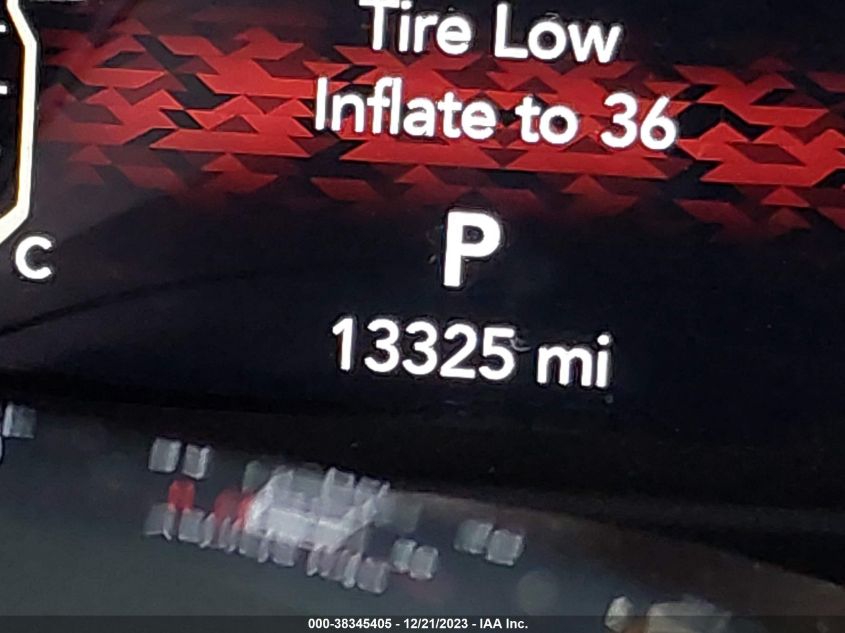 Tire Low
Inflate to 36
P
C
13325 mi
000-38345405 - 12/21/2023 - IAA Inc.